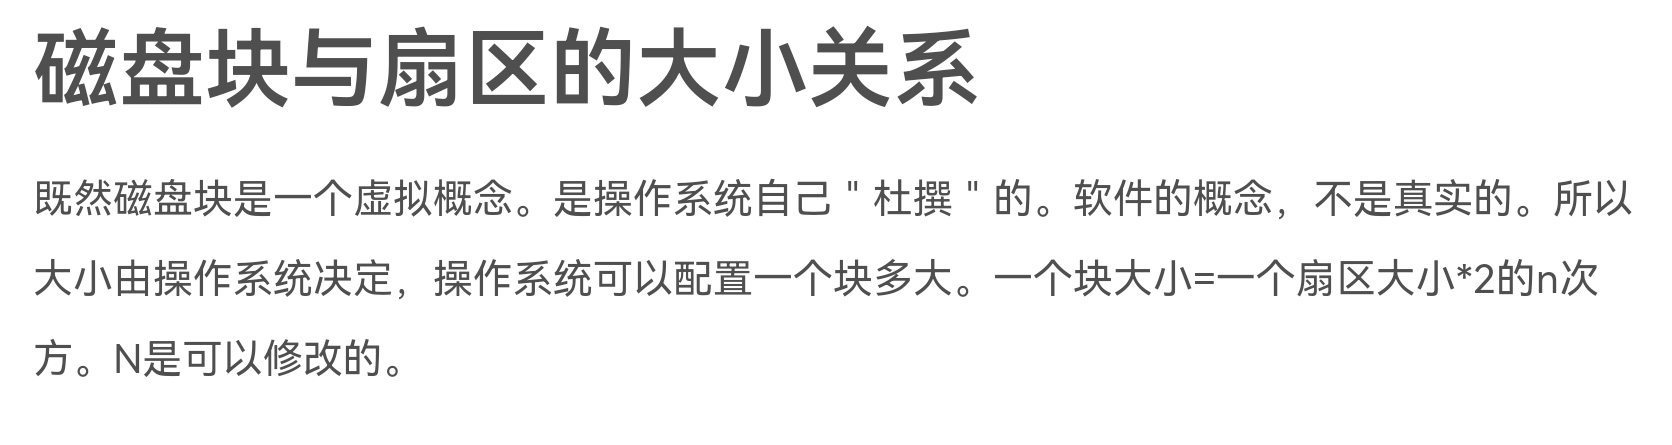 磁盘块与扇区的大小关系
既然磁盘块是一个虚拟概念。是操作系统自己＂杜撰＂的。软件的概念，不是真实的。所以
大小由操作系统决定，操作系统可以配置一个块多大。一个块大小=一个扇区大小*2的n次
方。N是可以修改的。